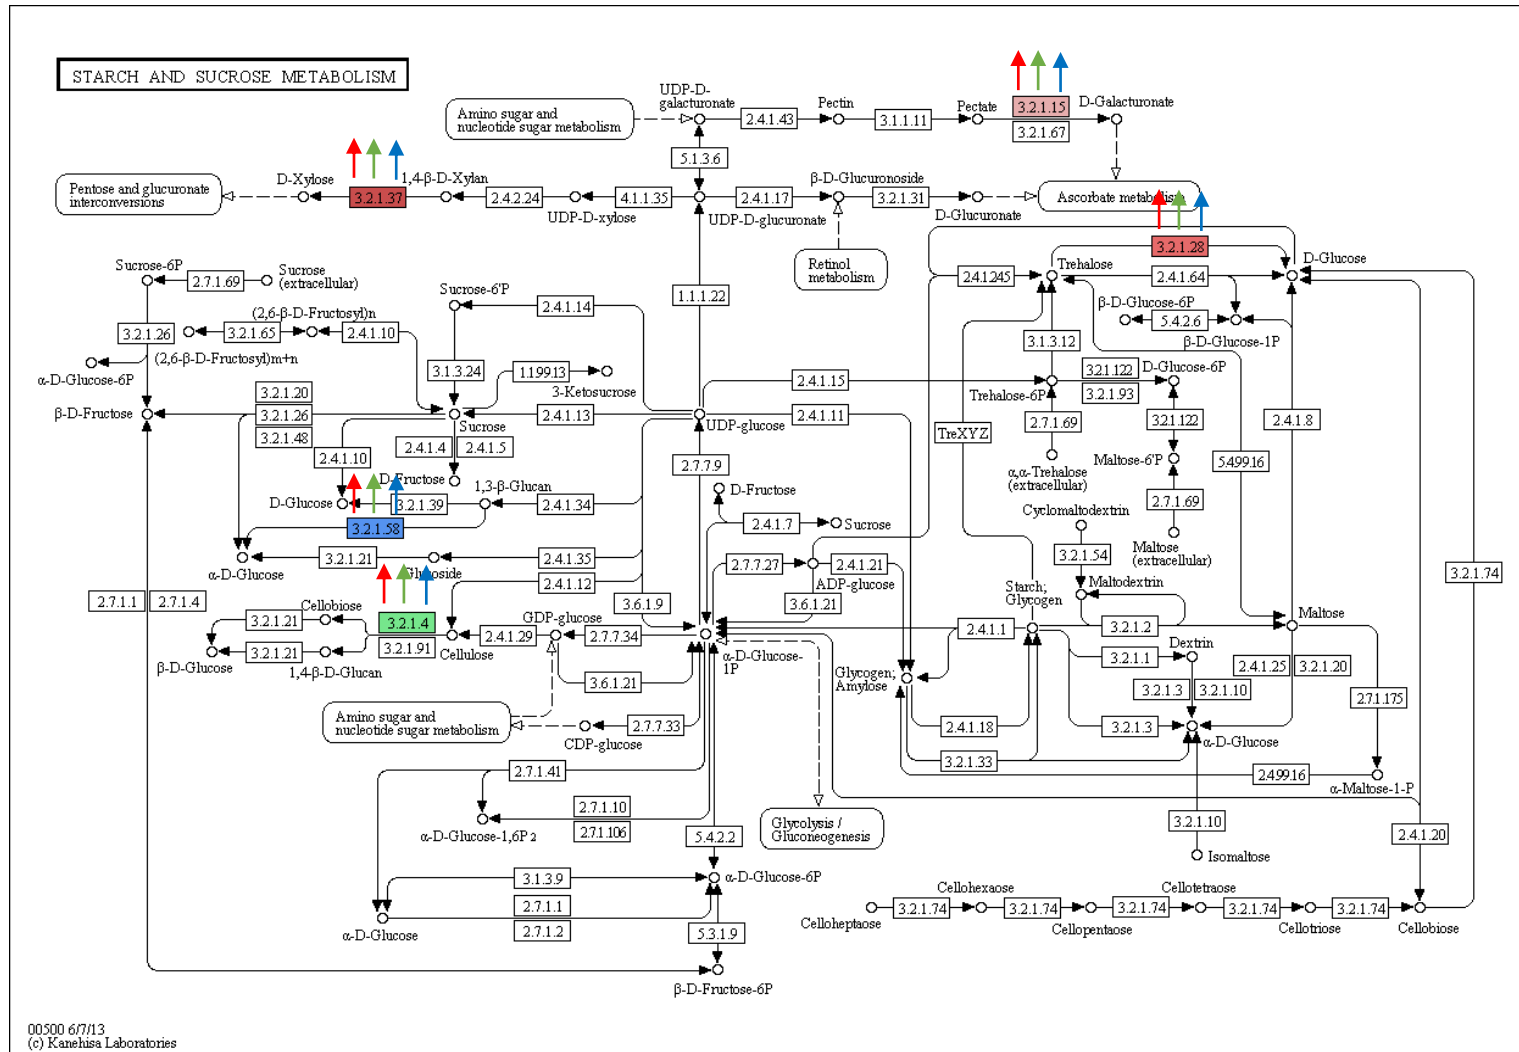 STARCH AND SUCROSE METABOLISM
Amino sugar and
nucleotide sugar metabolism
UDP-D-
galacturonate
2.4.1.43
Pectin
3.1.1.11
Pectate
3.2.1.15
3.2.1.67
D-Galacturonate
5.1.3.6
Pentose and glucuronate
interconversions
D-Xylose
3.2.1.37
1,4-β-D-Xylan
2.4.2.24
UDP-D-xylose
4.1.1.35
UDP-D-glucuronate
2.4.1.17
β-D-Glucuronoside
3.2.1.31
D-Glucuronate
Ascorbate metabolism
Retinol
metabolism
3.2.1.28
2.4.1.245
Trehalose
2.4.1.64
D-Glucose
β-D-Glucose-6P
5.4.2.6
β-D-Glucose-1P
Sucrose-6P
2.7.1.69
Sucrose
(extracellular)
Sucrose-6'P
2.4.1.14
1.1.1.22
3.2.1.26
(2,6-β-D-Fructosyl)n
3.2.1.65
2.4.1.10
(2,6-β-D-Fructosyl)m+n
α-D-Glucose-6P
3.1.3.24
1.1.99.13
3-Ketosucrose
3.1.3.12
2.4.1.15
Trehalose-6P
3.2.1.122
3.2.1.93
D-Glucose-6P
β-D-Fructose
3.2.1.20
3.2.1.26
3.2.1.48
Sucrose
2.4.1.13
UDP-glucose
2.4.1.11
2.7.1.69
3.2.1.122
2.4.1.8
TreXYZ
2.4.1.10
2.4.1.4
2.4.1.5
2.7.7.9
α,α-Trehalose
(extracellular)
Maltose-6'P
5.4.99.16
D-Fructose
D-Glucose
3.2.1.39
1,3-β-Glucan
2.4.1.34
D-Fructose
2.4.1.7
Sucrose
2.7.1.69
Cyclomaltodextrin
3.2.1.58
Maltose
(extracellular)
3.2.1.54
α-D-Glucose
3.2.1.21
Glucoside
2.4.1.35
2.7.7.27
ADP-glucose
2.4.1.21
3.2.1.74
2.4.1.12
Starch;
Glycogen
Maltodextrin
2.7.1.1
2.7.1.4
3.6.1.9
3.6.1.21
Cellobiose
3.2.1.21
3.2.1.4
3.2.1.91
Cellulose
2.4.1.29
GDP-glucose
2.7.7.34
α-D-Glucose-
1P
2.4.1.1
3.2.1.2
Maltose
β-D-Glucose
3.2.1.21
1,4-β-D-Glucan
3.2.1.1
Dextrin
3.6.1.21
Glycogen;
Amylose
3.2.1.3
3.2.1.10
2.4.1.25
3.2.1.20
2.7.1.175
Amino sugar and
nucleotide sugar metabolism
CDP-glucose
2.7.7.33
2.4.1.18
3.2.1.3
α-D-Glucose
3.2.1.33
2.4.99.16
α-Maltose-1-P
2.7.1.41
α-D-Glucose-1,6P2
2.7.1.10
2.7.1.106
Glycolysis /
Gluconeogenesis
5.4.2.2
3.2.1.10
Isomaltose
2.4.1.20
3.1.3.9
α-D-Glucose-6P
2.7.1.1
2.7.1.2
α-D-Glucose
5.3.1.9
β-D-Fructose-6P
Celloheptaose
3.2.1.74
Cellohexaose
3.2.1.74
Cellopentaose
3.2.1.74
Cellotetraose
3.2.1.74
Cellotriose
3.2.1.74
Cellobiose
00500 6/7/13
(c) Kanehisa Laboratories